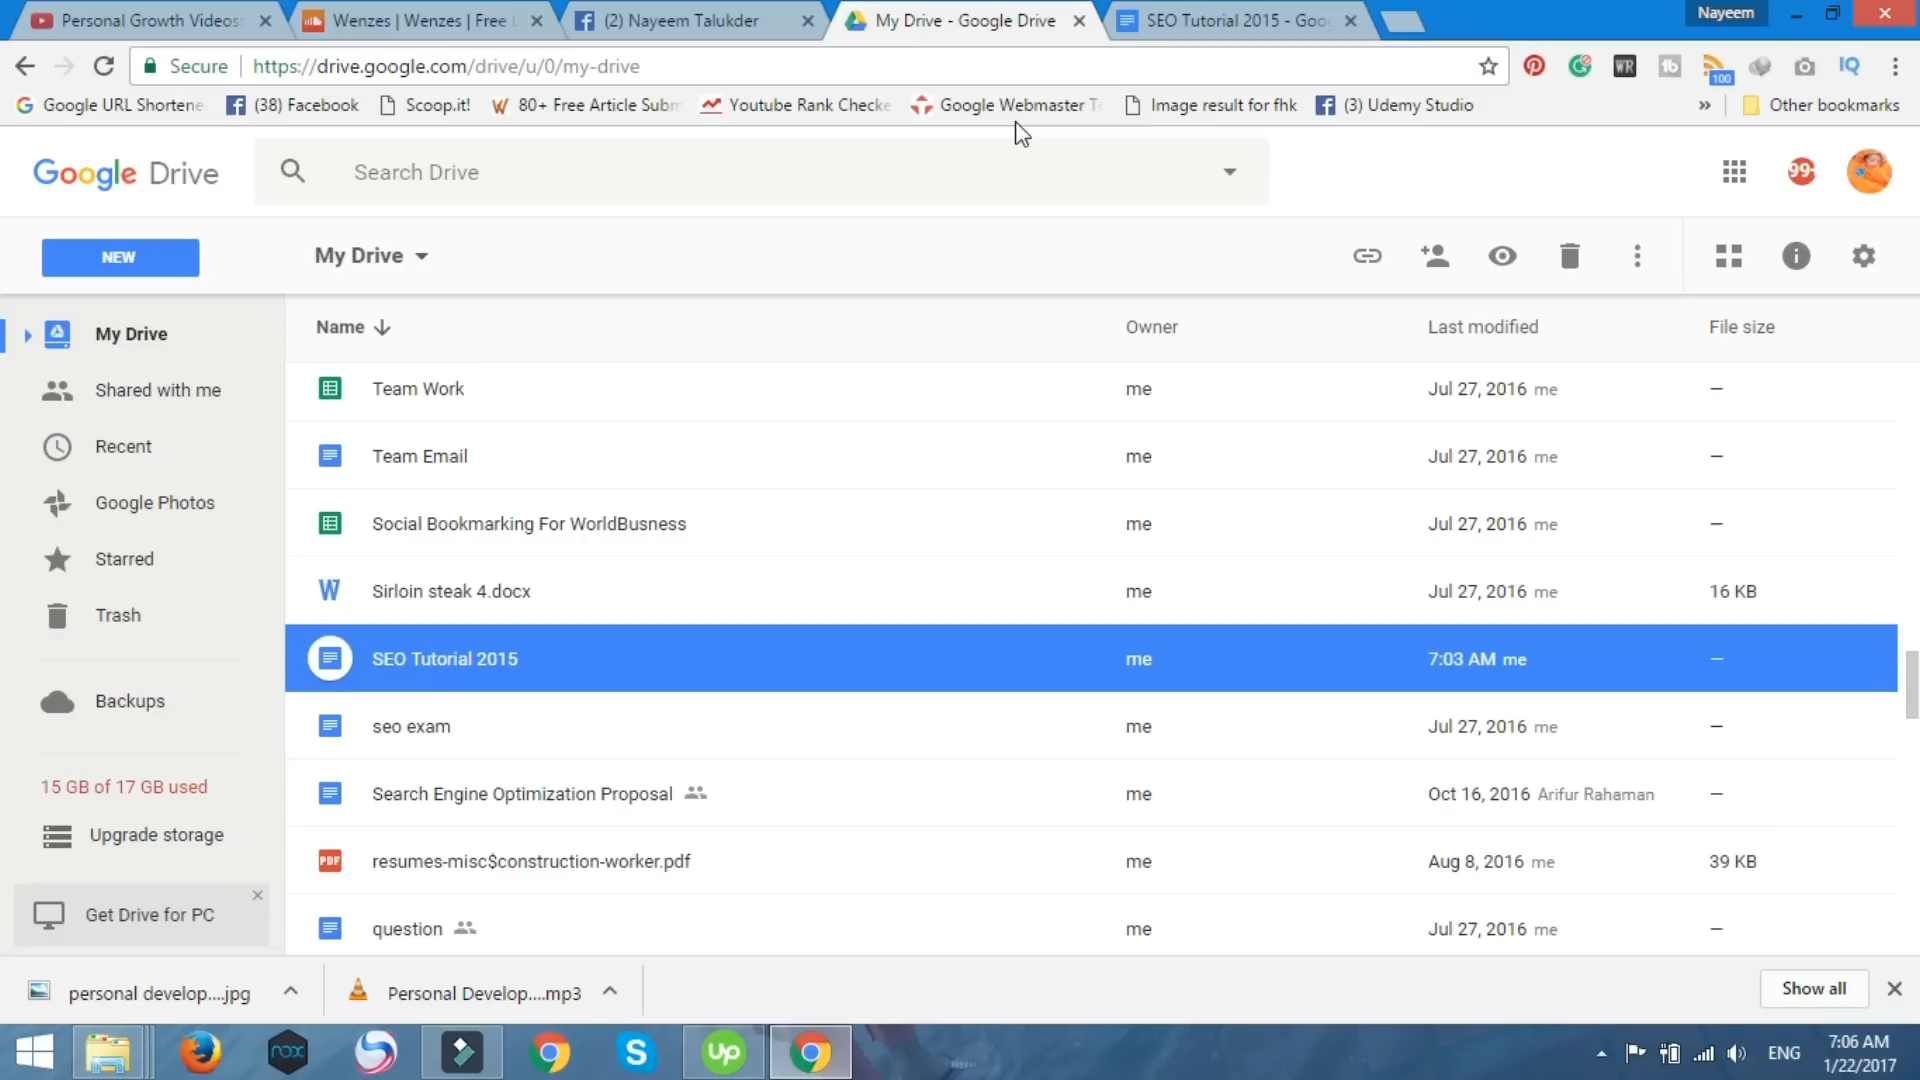 Personal Growth Videos
Wenzes | Wenzes | Free
(2) Nayeem Talukder
My Drive - Google Drive
SEO Tutorial 2015 - Goo
Nayeem
Secure
https://drive.google.com/drive/u/0/my-drive
WR
100
IQ
Google URL Shortene
(38) Facebook
Scoop.it!
80+ Free Article Subm
Youtube Rank Checke
Google Webmaster T
Image result for fhk
(3) Udemy Studio
»
Other bookmarks
Google Drive
Search Drive
99+
NEW
My Drive
Name
Owner
Last modified
File size
My Drive
Shared with me
Recent
Google Photos
Starred
Trash
Backups
15 GB of 17 GB used
Upgrade storage
Get Drive for PC
Team Work me Jul 27, 2016 me –
Team Email me Jul 27, 2016 me –
Social Bookmarking For WorldBusness me Jul 27, 2016 me –
Sirloin steak 4.docx me Jul 27, 2016 me 16 KB
SEO Tutorial 2015 me 7:03 AM me –
seo exam me Jul 27, 2016 me –
Search Engine Optimization Proposal me Oct 16, 2016 Arifur Rahaman –
PDF resumes-misc$construction-worker.pdf me Aug 8, 2016 me 39 KB
question me Jul 27, 2016 me –
personal develop....jpg
Personal Develop....mp3
Show all
nox
S
Up
ENG
7:06 AM
1/22/2017